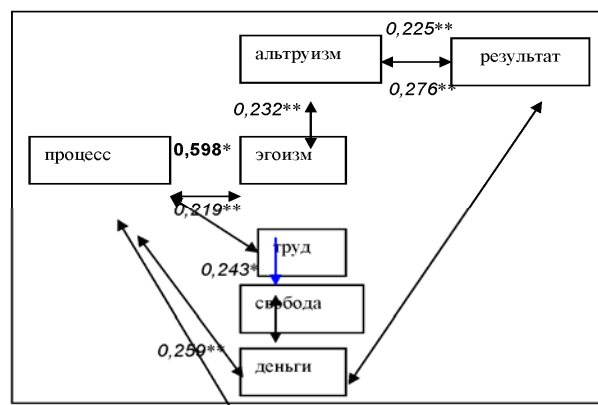 0,225**
альтруизм
результат
0,276**
0,232**
процесс
0,598*
эгоизм
0,219**
труд
0,243*
свобода
0,259**
деньги